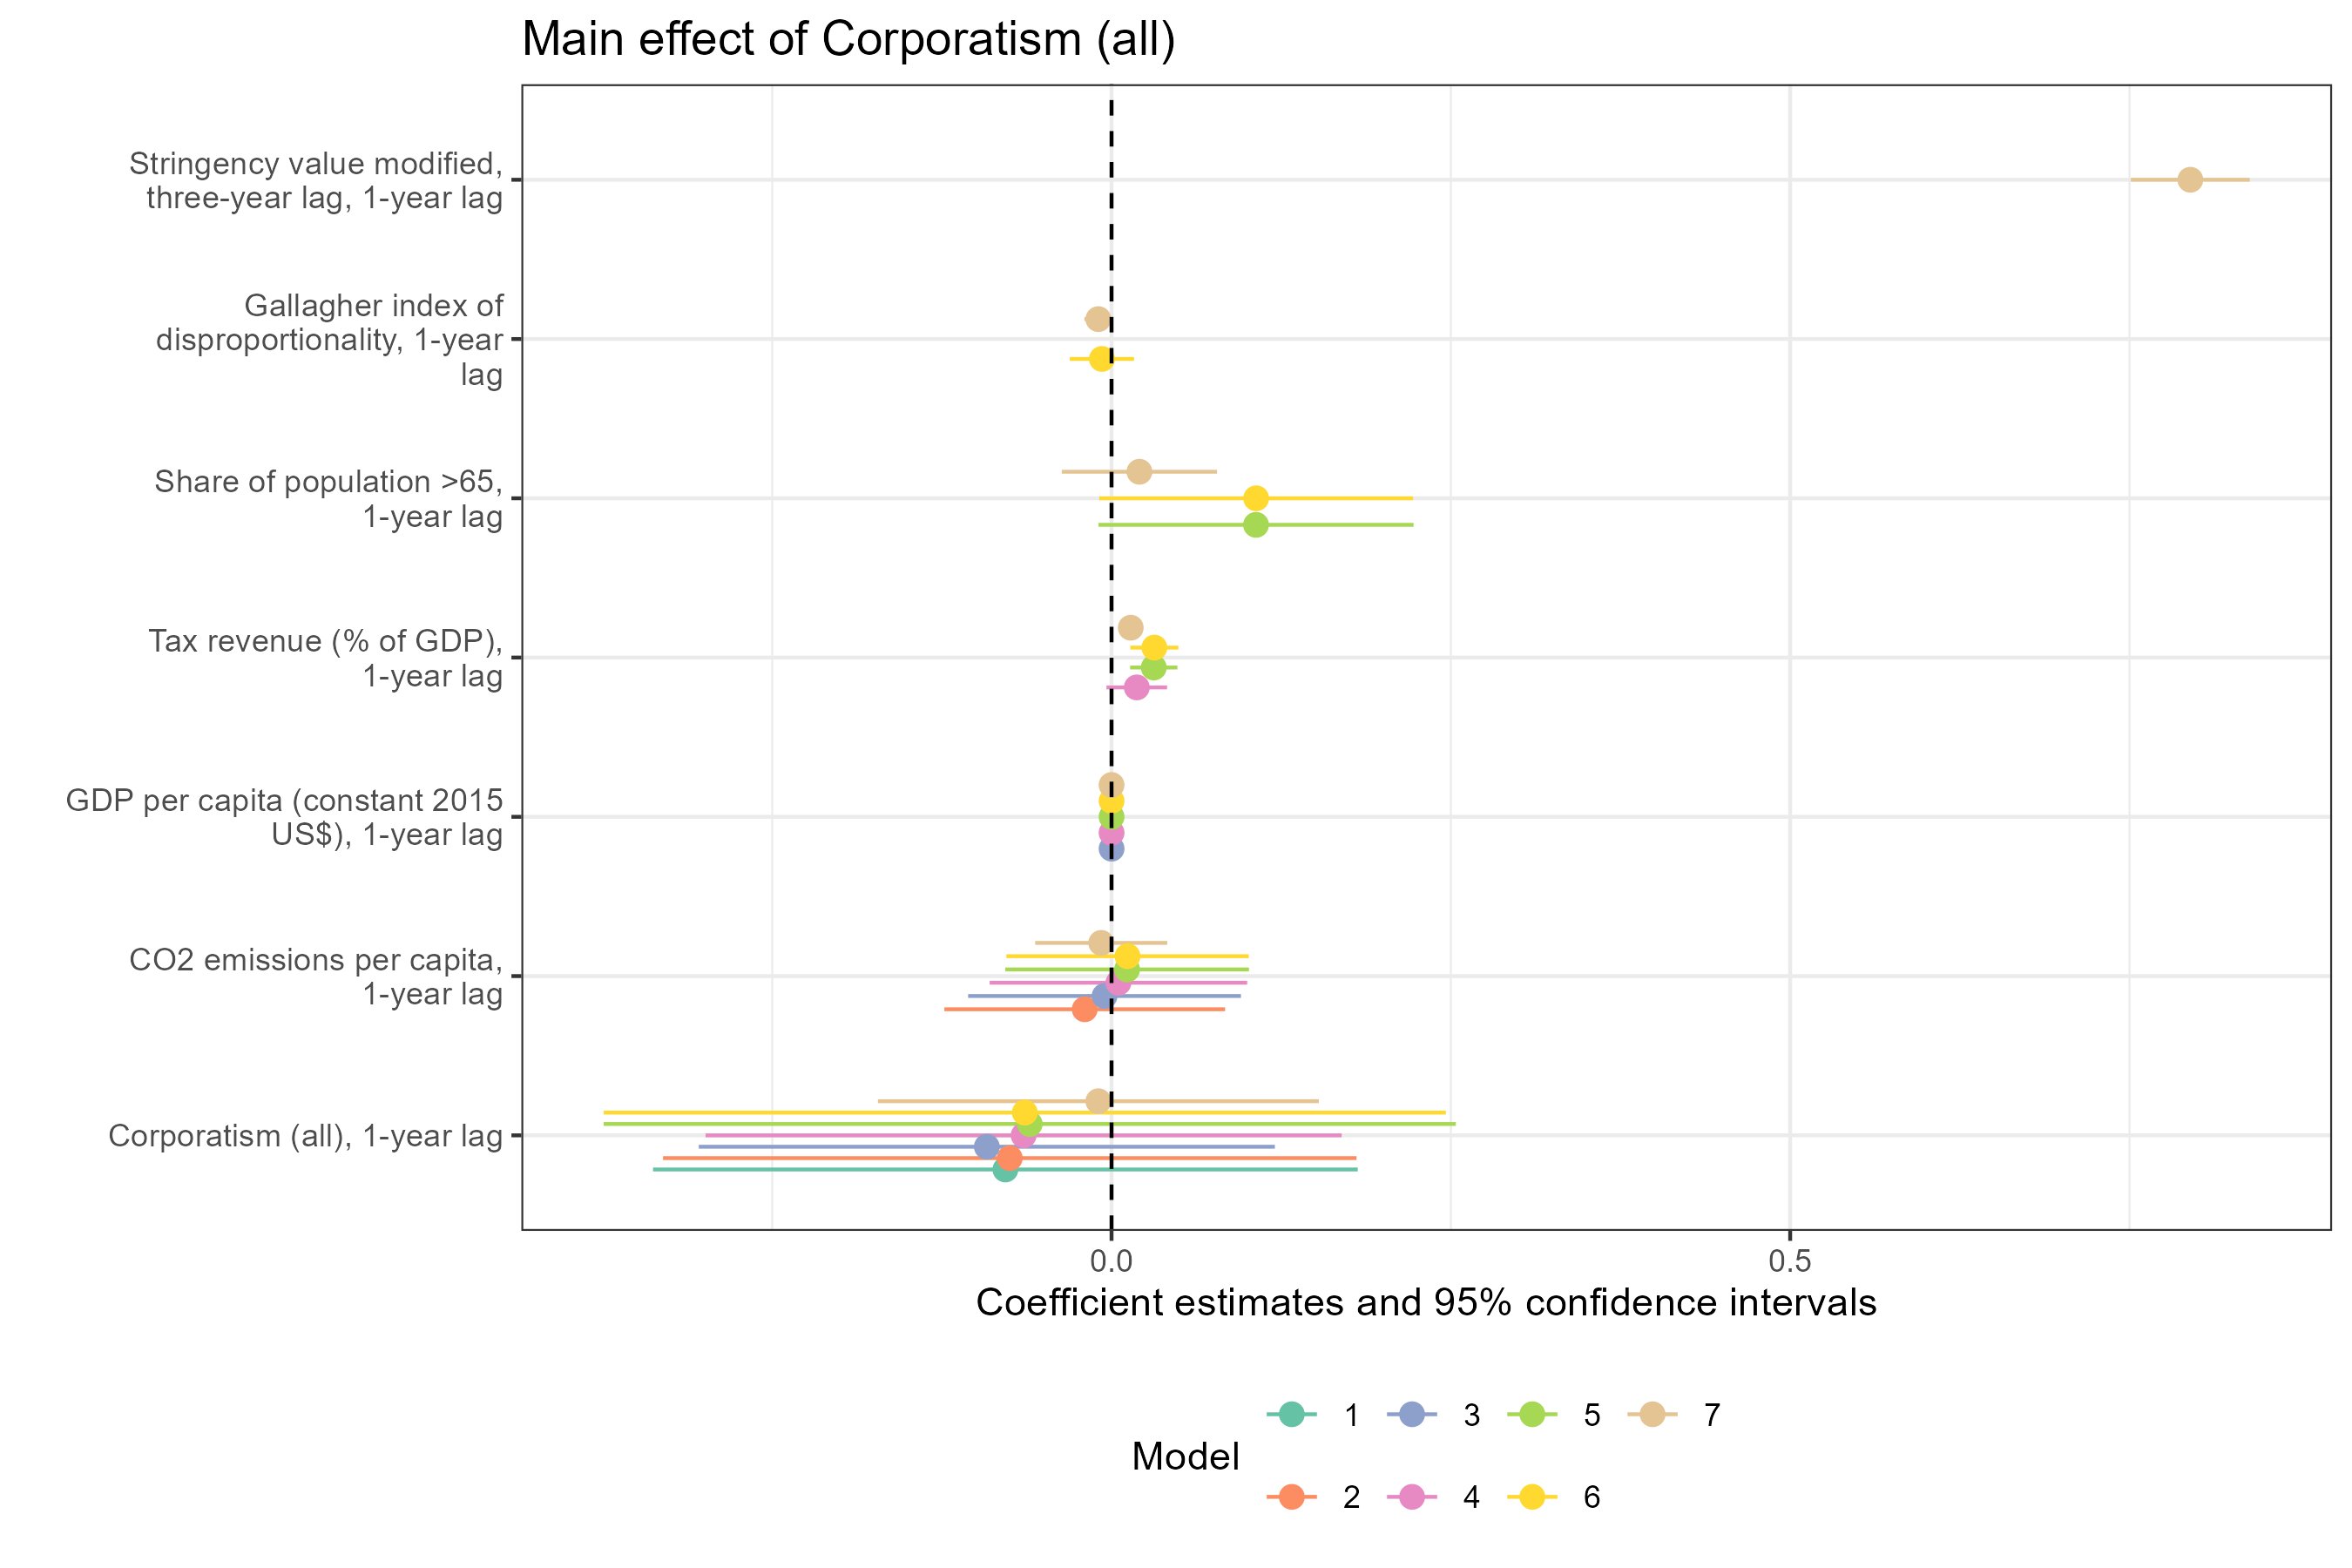 Main effect of Corporatism (all)
Stringency value modified,
three-year lag, 1-year lag
Gallagher index of
disproportionality, 1-year
lag
Share of population >65,
1-year lag
Tax revenue (% of GDP),
1-year lag
GDP per capita (constant 2015
US$), 1-year lag
CO2 emissions per capita,
1-year lag
Corporatism (all), 1-year lag
0.0 0.5
Coefficient estimates and 95% confidence intervals
Model
1 3 5 7
2 4 6